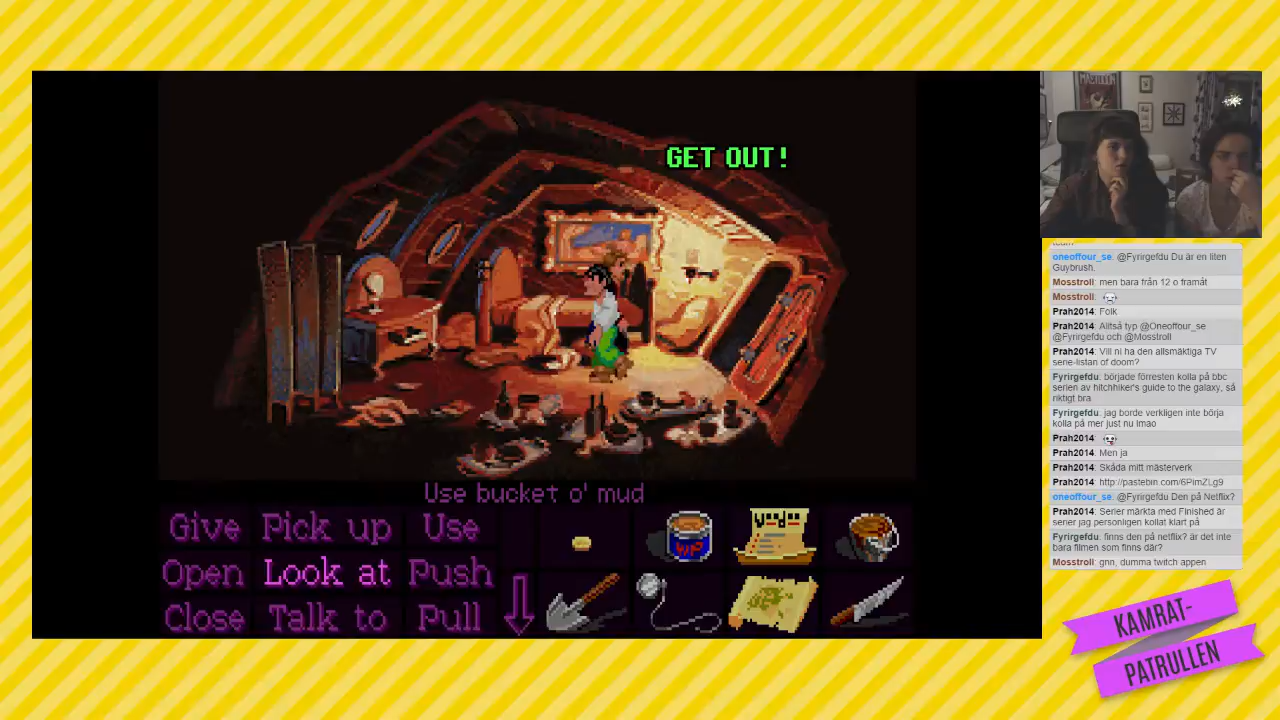 GET OUT!
Use bucket o' mud
Give Pick up Use
Open Look at Push
Close Talk to Pull
oneoffour_se: @Fyrirgefdu Du är en liten
Guybrush.
Mosstroll: men bara från 12 o framåt
Mosstroll:
Prah2014: Folk
Prah2014: Alltså typ @Oneoffour_se
@Fyrirgefdu och @Mosstroll
Prah2014: Vill ni ha den allsmäktiga TV
serie-listan of doom?
Fyrirgefdu: började förresten kolla på bbc
serien av hitchhiker's guide to the galaxy, så
riktigt bra
Fyrirgefdu: jag borde verkligen inte börja
kolla på mer just nu lmao
Prah2014:
Prah2014: Men ja
Prah2014: Skåda mitt mästerverk
Prah2014: http://pastebin.com/6PimZLg9
oneoffour_se: @Fyrirgefdu Den på Netflix?
Prah2014: Serier märkta med Finished är
serier jag personligen kollat klart på
Fyrirgefdu: finns den på netflix? är det inte
bara filmen som finns där?
Mosstroll: gnn, dumma twitch appen
KAMRAT-
PATRULLEN